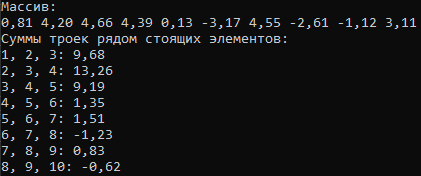 Массив:
0,81 4,20 4,66 4,39 0,13 -3,17 4,55 -2,61 -1,12 3,11
Суммы троек рядом стоящих элементов:
1, 2, 3: 9,68
2, 3, 4: 13,26
3, 4, 5: 9,19
4, 5, 6: 1,35
5, 6, 7: 1,51
6, 7, 8: -1,23
7, 8, 9: 0,83
8, 9, 10: -0,62